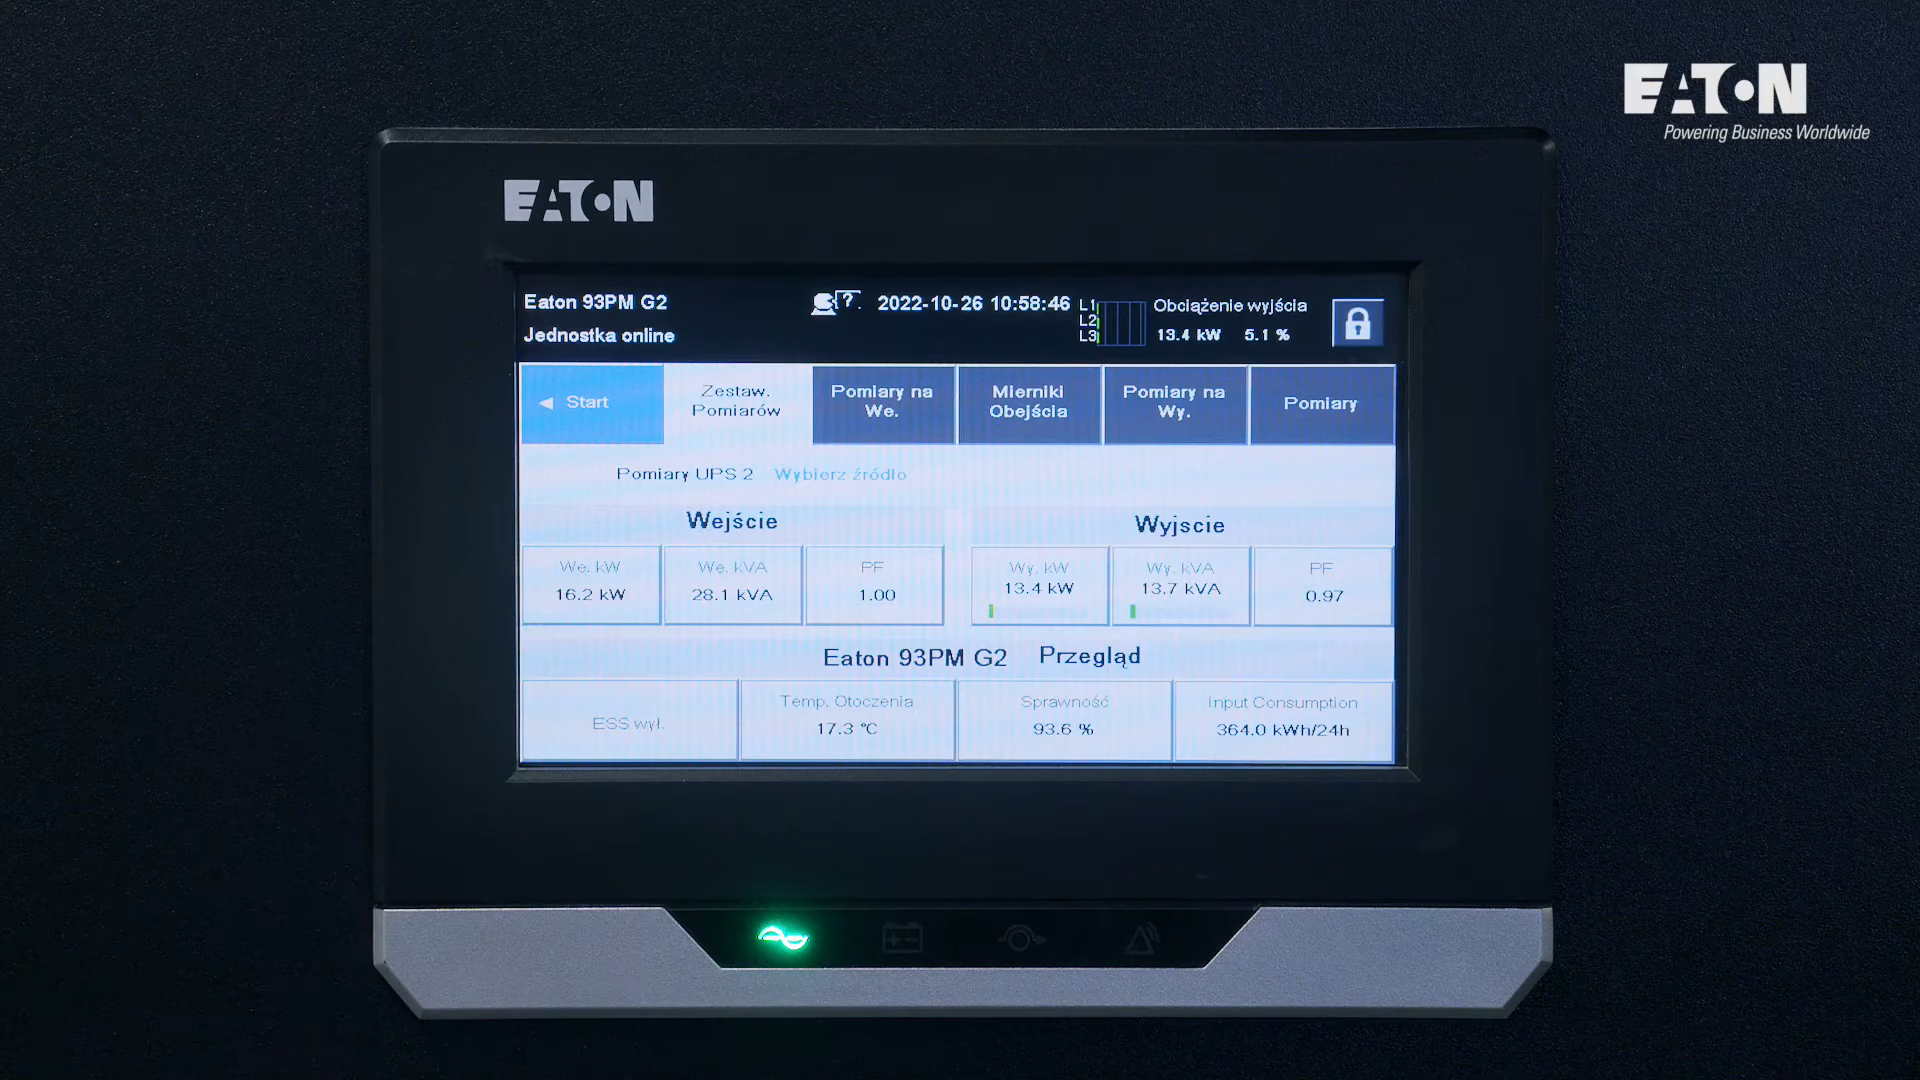 EATON
Powering Business Worldwide
EATON
Eaton 93PM G2
Jednostka online
?
2022-10-26 10:58:46
L1
L2
L3
Obciążenie wyjścia
13.4 kW 5.1 %
◄ Start
Zestaw.
Pomiarów
Pomiary na
We.
Mierniki
Obejścia
Pomiary na
Wy.
Pomiary
Pomiary UPS 2 Wybierz źródło
Wejście
Wyjscie
We. kW
16.2 kW
We. kVA
28.1 kVA
PF
1.00
Wy. kW
13.4 kW
Wy. kVA
13.7 kVA
PF
0.97
Eaton 93PM G2 Przegląd
ESS wył.
Temp. Otoczenia
17.3 °C
Sprawność
93.6 %
Input Consumption
364.0 kWh/24h